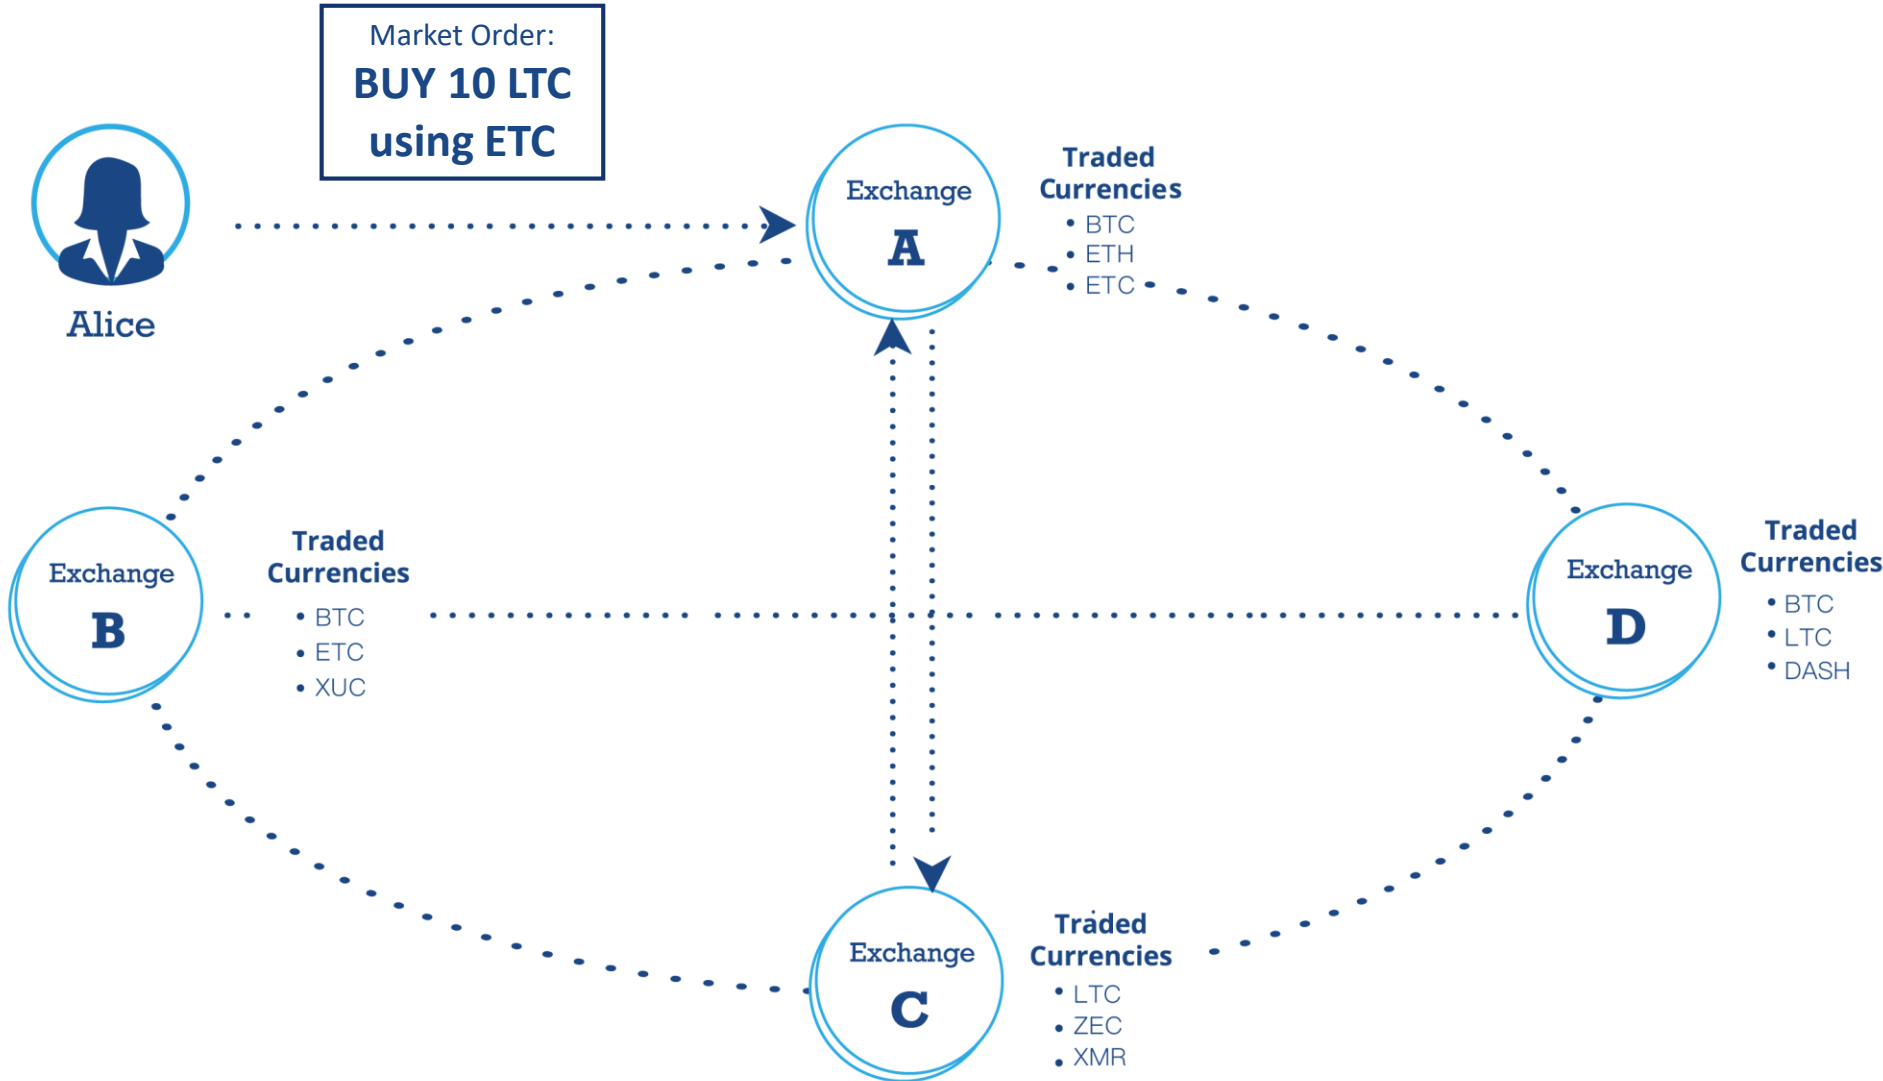 Market Order:
BUY 10 LTC
using ETC
Alice
Exchange
A
Traded
Currencies
• BTC
• ETH
• ETC
Exchange
B
Traded
Currencies
• BTC
• ETC
• XUC
Exchange
D
Traded
Currencies
• BTC
• LTC
• DASH
Exchange
C
Traded
Currencies
• LTC
• ZEC
• XMR